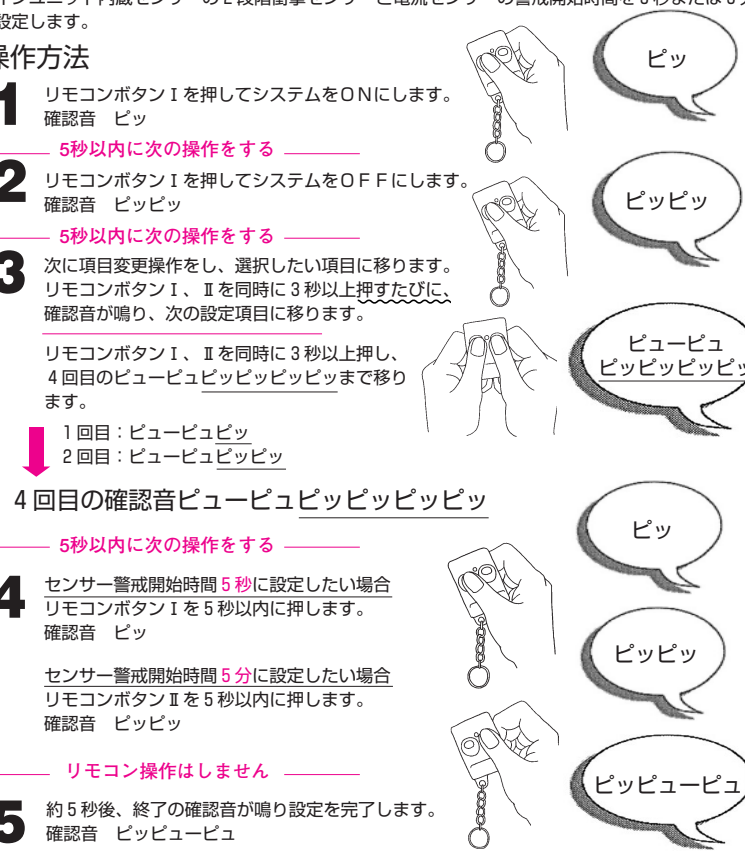 設定します。
操作方法
1
リモコンボタンⅠを押してシステムをＯＮにします。
確認音　ピッ
ピッ
5秒以内に次の操作をする
2
リモコンボタンⅠを押してシステムをＯＦＦにします。
確認音　ピッピッ
ピッピッ
5秒以内に次の操作をする
3
次に項目変更操作をし、選択したい項目に移ります。
リモコンボタンⅠ、Ⅱを同時に３秒以上押すたびに、
確認音が鳴り、次の設定項目に移ります。
リモコンボタンⅠ、Ⅱを同時に３秒以上押し、
４回目のピューピュピッピッピッピッまで移り
ます。
ピューピュ
ピッピッピッピッ
１回目：ピューピュピッ
２回目：ピューピュピッピッ
４回目の確認音ピューピュピッピッピッピッ
5秒以内に次の操作をする
4
センサー警戒開始時間５秒に設定したい場合
リモコンボタンⅠを５秒以内に押します。
確認音　ピッ
ピッ
センサー警戒開始時間５分に設定したい場合
リモコンボタンⅡを５秒以内に押します。
確認音　ピッピッ
ピッピッ
リモコン操作はしません
5
約５秒後、終了の確認音が鳴り設定を完了します。
確認音　ピッピューピュ
ピッピューピュ